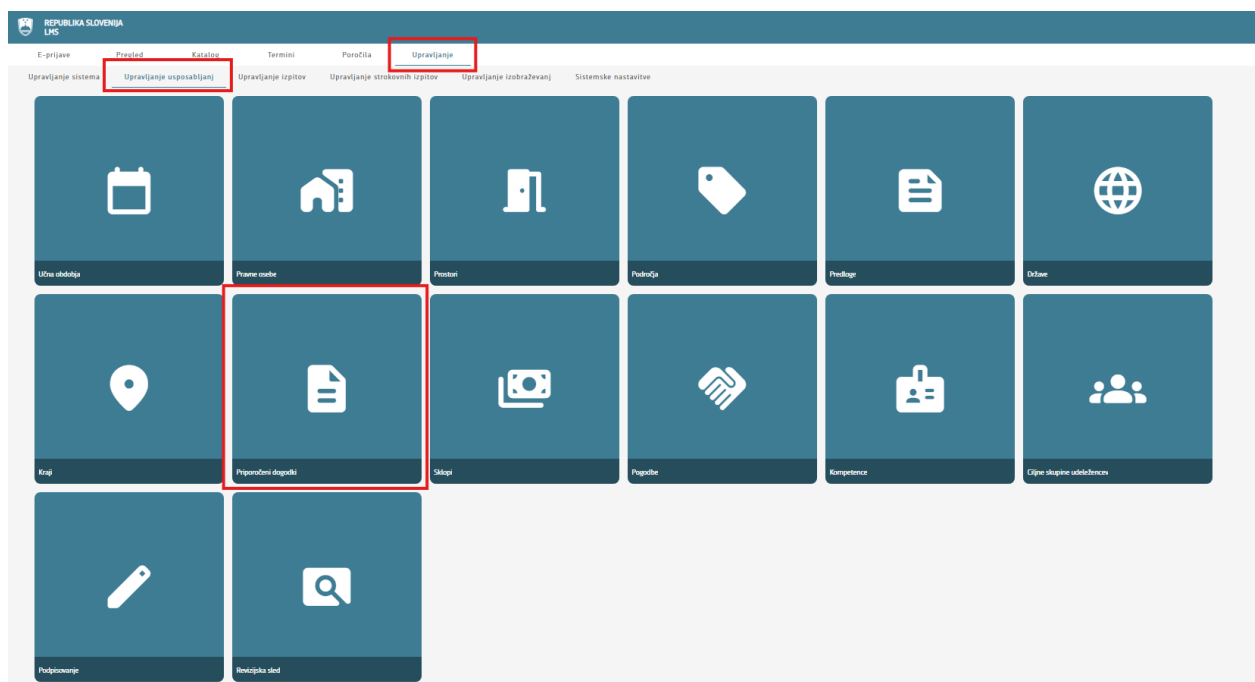 REPUBLIKA SLOVENIJA
LMS
E-prijave Pregled Katalog Termini Poročila Upravljanje
Upravljanje sistema Upravljanje usposabljanj Upravljanje izpitov Upravljanje strokovnih izpitov Upravljanje izobraževanj Sistemske nastavitve
Učna obdobja Pravne osebe Prostori Področja Predloge Države
Kraji Priporočeni dogodki Sklopi Pogodbe Kompetence Ciljne skupine udeležencev
Podpisovanje Revizijska sled